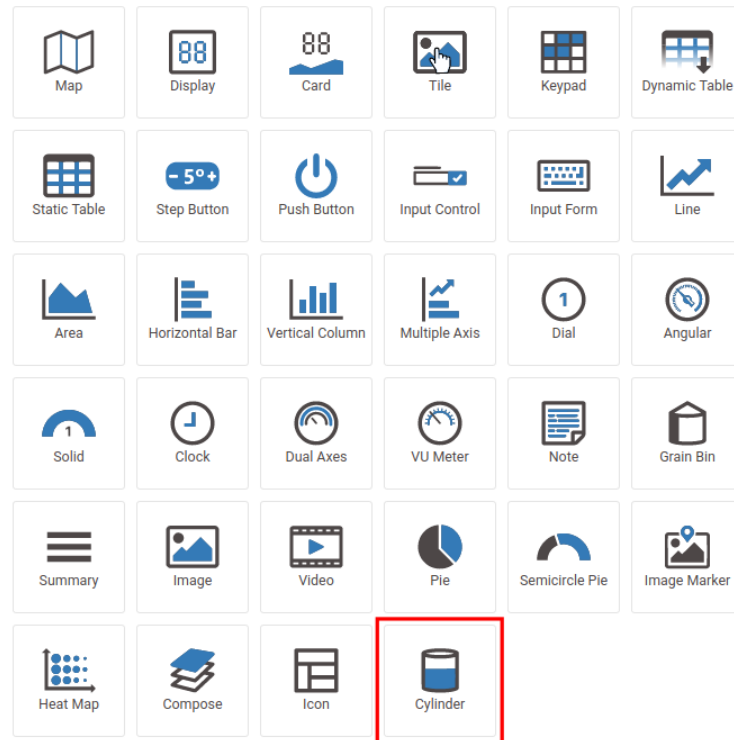 Map
88
Display
88
Card
Tile
Keypad
Dynamic Table
Static Table
- 5° +
Step Button
Push Button
Input Control
Input Form
Line
Area
Horizontal Bar
Vertical Column
Multiple Axis
1
Dial
Angular
1
Solid
Clock
Dual Axes
VU Meter
Note
Grain Bin
Summary
Image
Video
Pie
Semicircle Pie
Image Marker
Heat Map
Compose
Icon
Cylinder